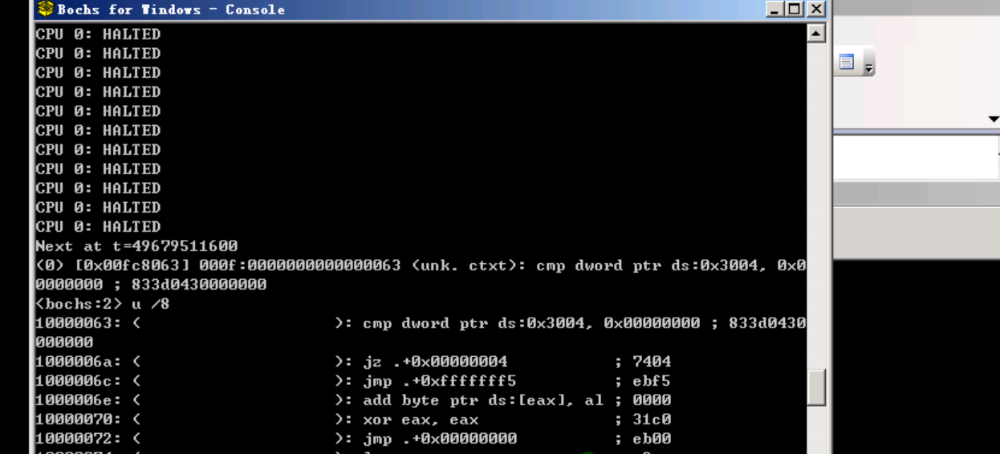 Bochs for Windows - Console
CPU 0: HALTED
CPU 0: HALTED
CPU 0: HALTED
CPU 0: HALTED
CPU 0: HALTED
CPU 0: HALTED
CPU 0: HALTED
CPU 0: HALTED
CPU 0: HALTED
CPU 0: HALTED
CPU 0: HALTED
Next at t=49679511600
(0) [0x00fc8063] 000f:0000000000000063 (unk. ctxt): cmp dword ptr ds:0x3004, 0x0
0000000 ; 833d0430000000
<bochs:2> u /8
10000063: (                    ): cmp dword ptr ds:0x3004, 0x00000000 ; 833d0430
000000
1000006a: (                    ): jz .+0x00000004           ; 7404
1000006c: (                    ): jmp .+0xfffffff5          ; ebf5
1000006e: (                    ): add byte ptr ds:[eax], al ; 0000
10000070: (                    ): xor eax, eax              ; 31c0
10000072: (                    ): jmp .+0x00000000          ; eb00